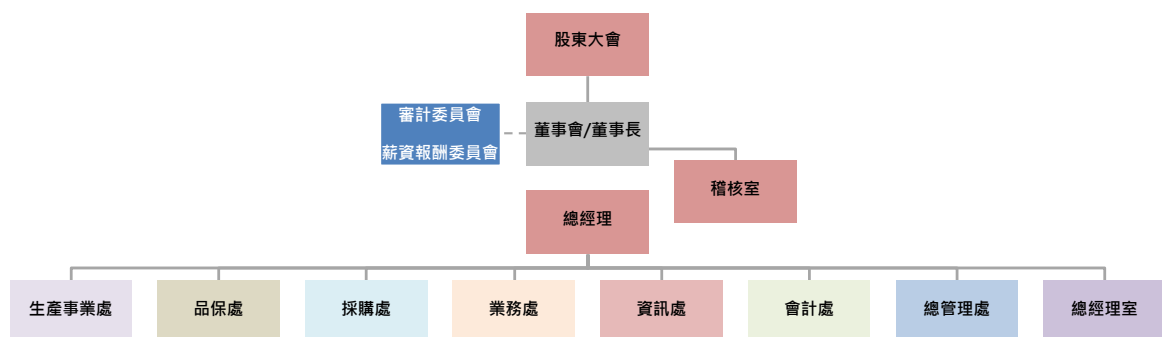 股東大會
審計委員會
薪資報酬委員會
董事會/董事長
稽核室
總經理
生產事業處
品保處
採購處
業務處
資訊處
會計處
總管理處
總經理室